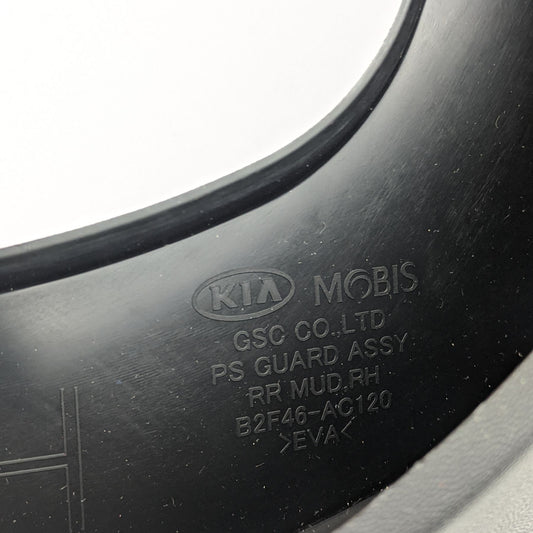 KIA MOBIS
GSC CO.,LTD
PS GUARD ASSY
RR MUD,RH
B2F46-AC120
>EVA<